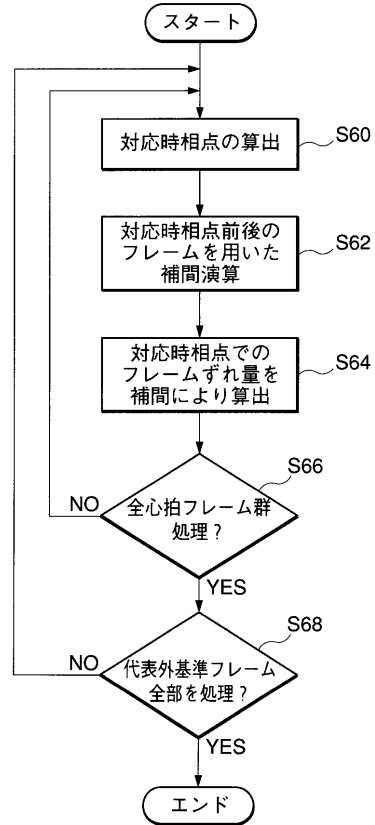 スタート
対応時相点の算出
S60
対応時相点前後の
フレームを用いた
補間演算
S62
対応時相点での
フレームずれ量を
補間により算出
S64
全心拍フレーム群
処理？
S66
NO
YES
代表外基準フレーム
全部を処理？
S68
NO
YES
エンド